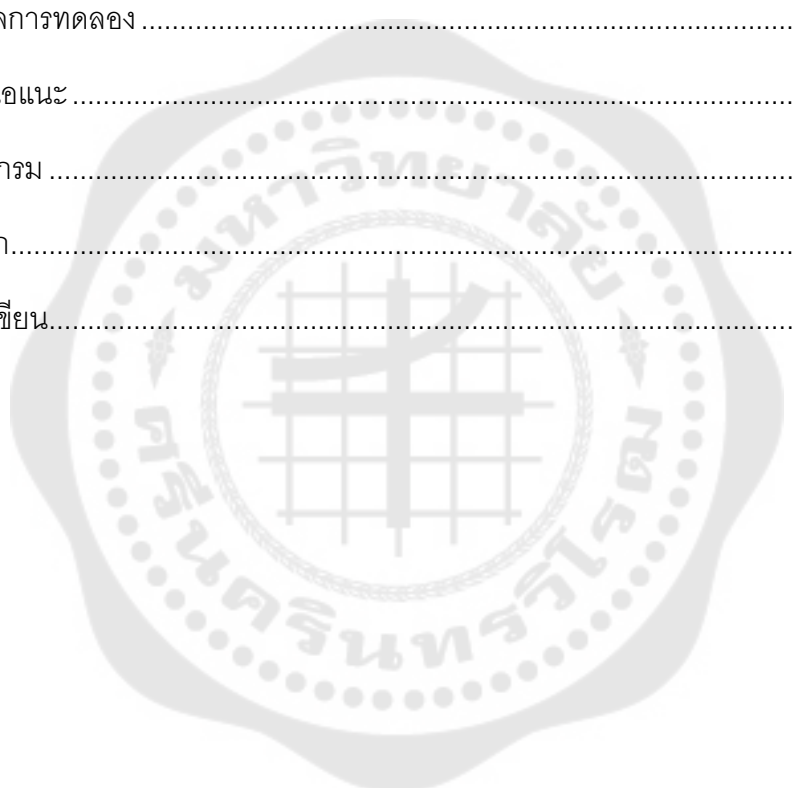 ลการทดลอง ........................................................................................
อแนะ ........................................................................................
กรม ........................................................................................
ก........................................................................................
ขียน........................................................................................
มหาวิทยาลัย
ศรีนครินทรวิโรฒ